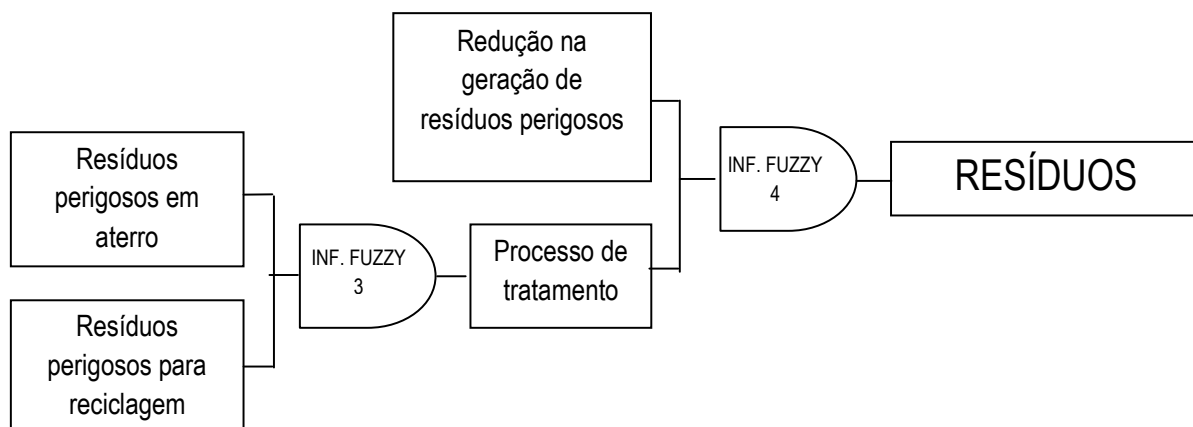 Redução na
geração de
resíduos perigosos
Resíduos
perigosos em
aterro
INF. FUZZY
4
RESÍDUOS
INF. FUZZY
3
Processo de
tratamento
Resíduos
perigosos para
reciclagem